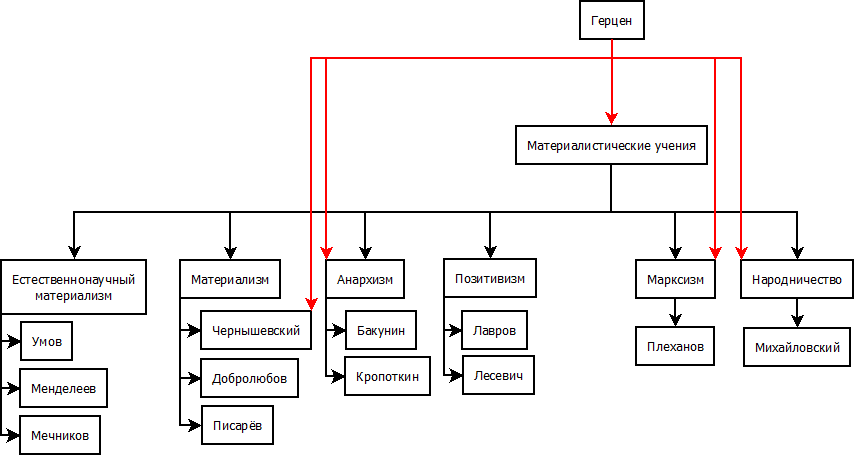 Герцен
Материалистические учения
Естественнонаучный
материализм
Материализм
Анархизм
Позитивизм
Марксизм
Народничество
Умов
Менделеев
Мечников
Чернышевский
Добролюбов
Писарёв
Бакунин
Кропоткин
Лавров
Лесевич
Плеханов
Михайловский